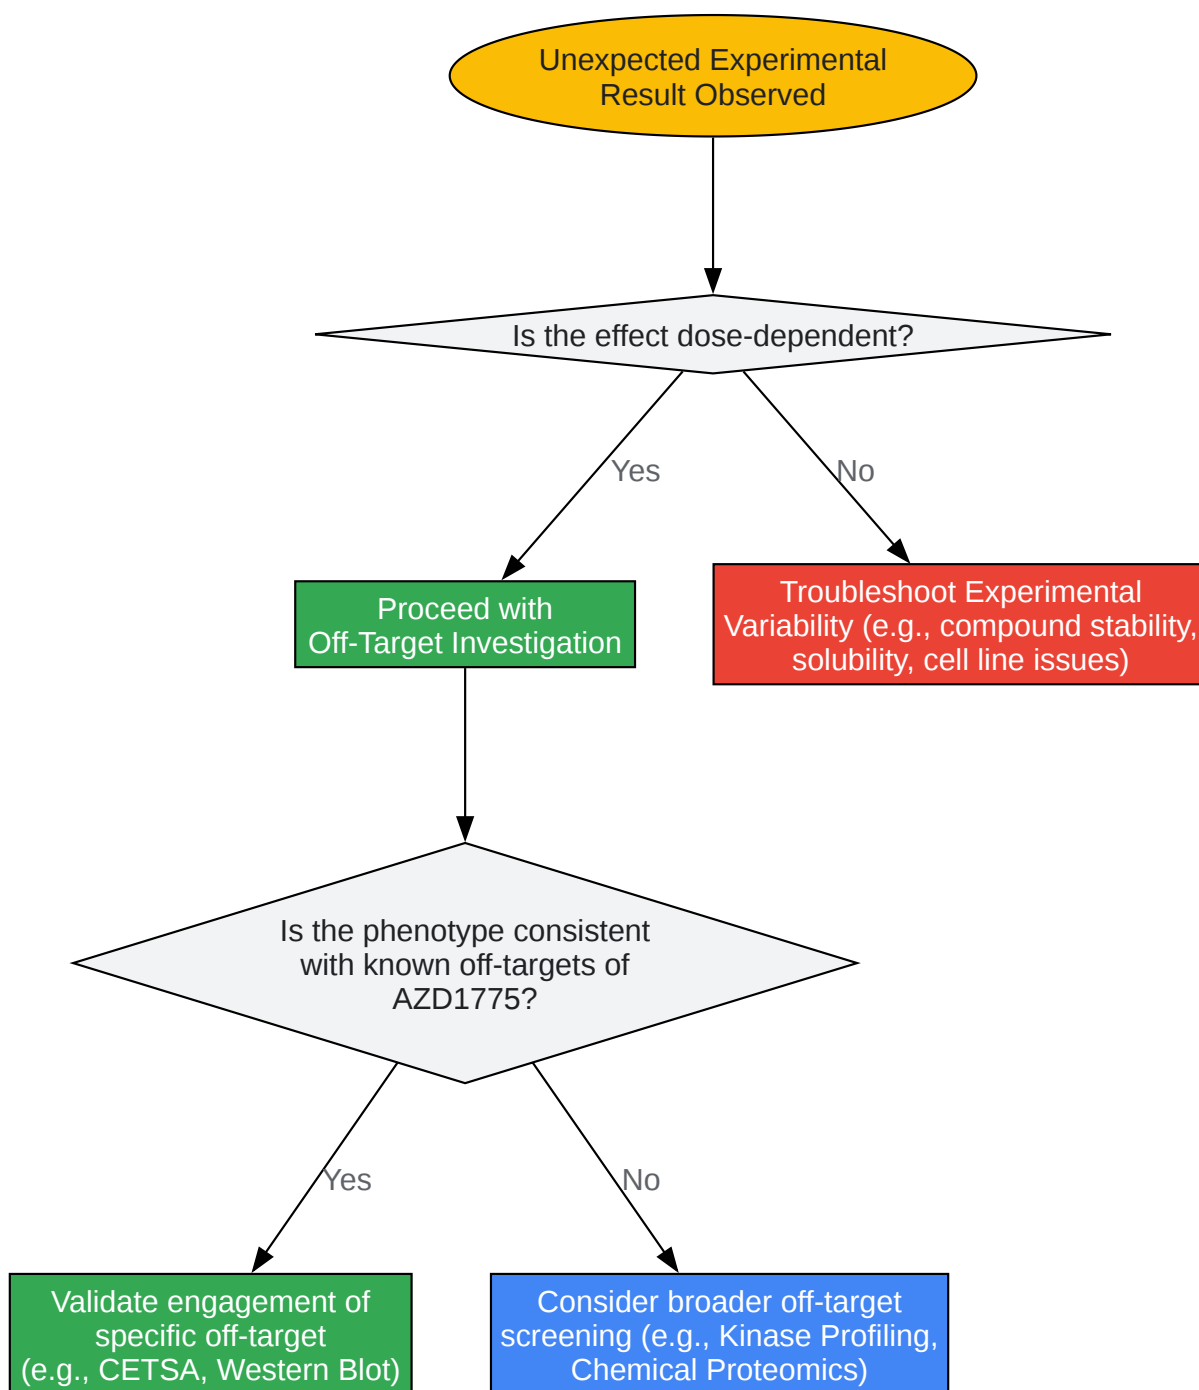 Unexpected Experimental
Result Observed
Is the effect dose-dependent?
Yes
No
Proceed with
Off-Target Investigation
Troubleshoot Experimental
Variability (e.g., compound stability,
solubility, cell line issues)
Is the phenotype consistent
with known off-targets of
AZD1775?
Yes
No
Validate engagement of
specific off-target
(e.g., CETSA, Western Blot)
Consider broader off-target
screening (e.g., Kinase Profiling,
Chemical Proteomics)